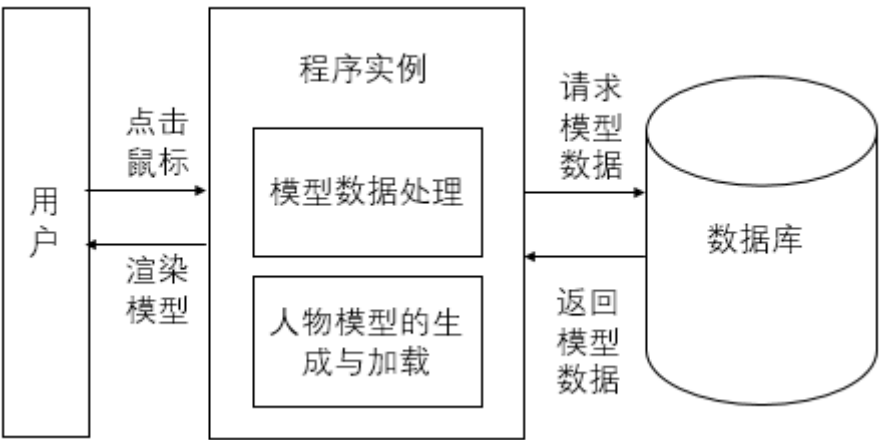 用
户
点击
鼠标
渲染
模型
程序实例
模型数据处理
人物模型的生
成与加载
请求
模型
数据
返回
模型
数据
数据库